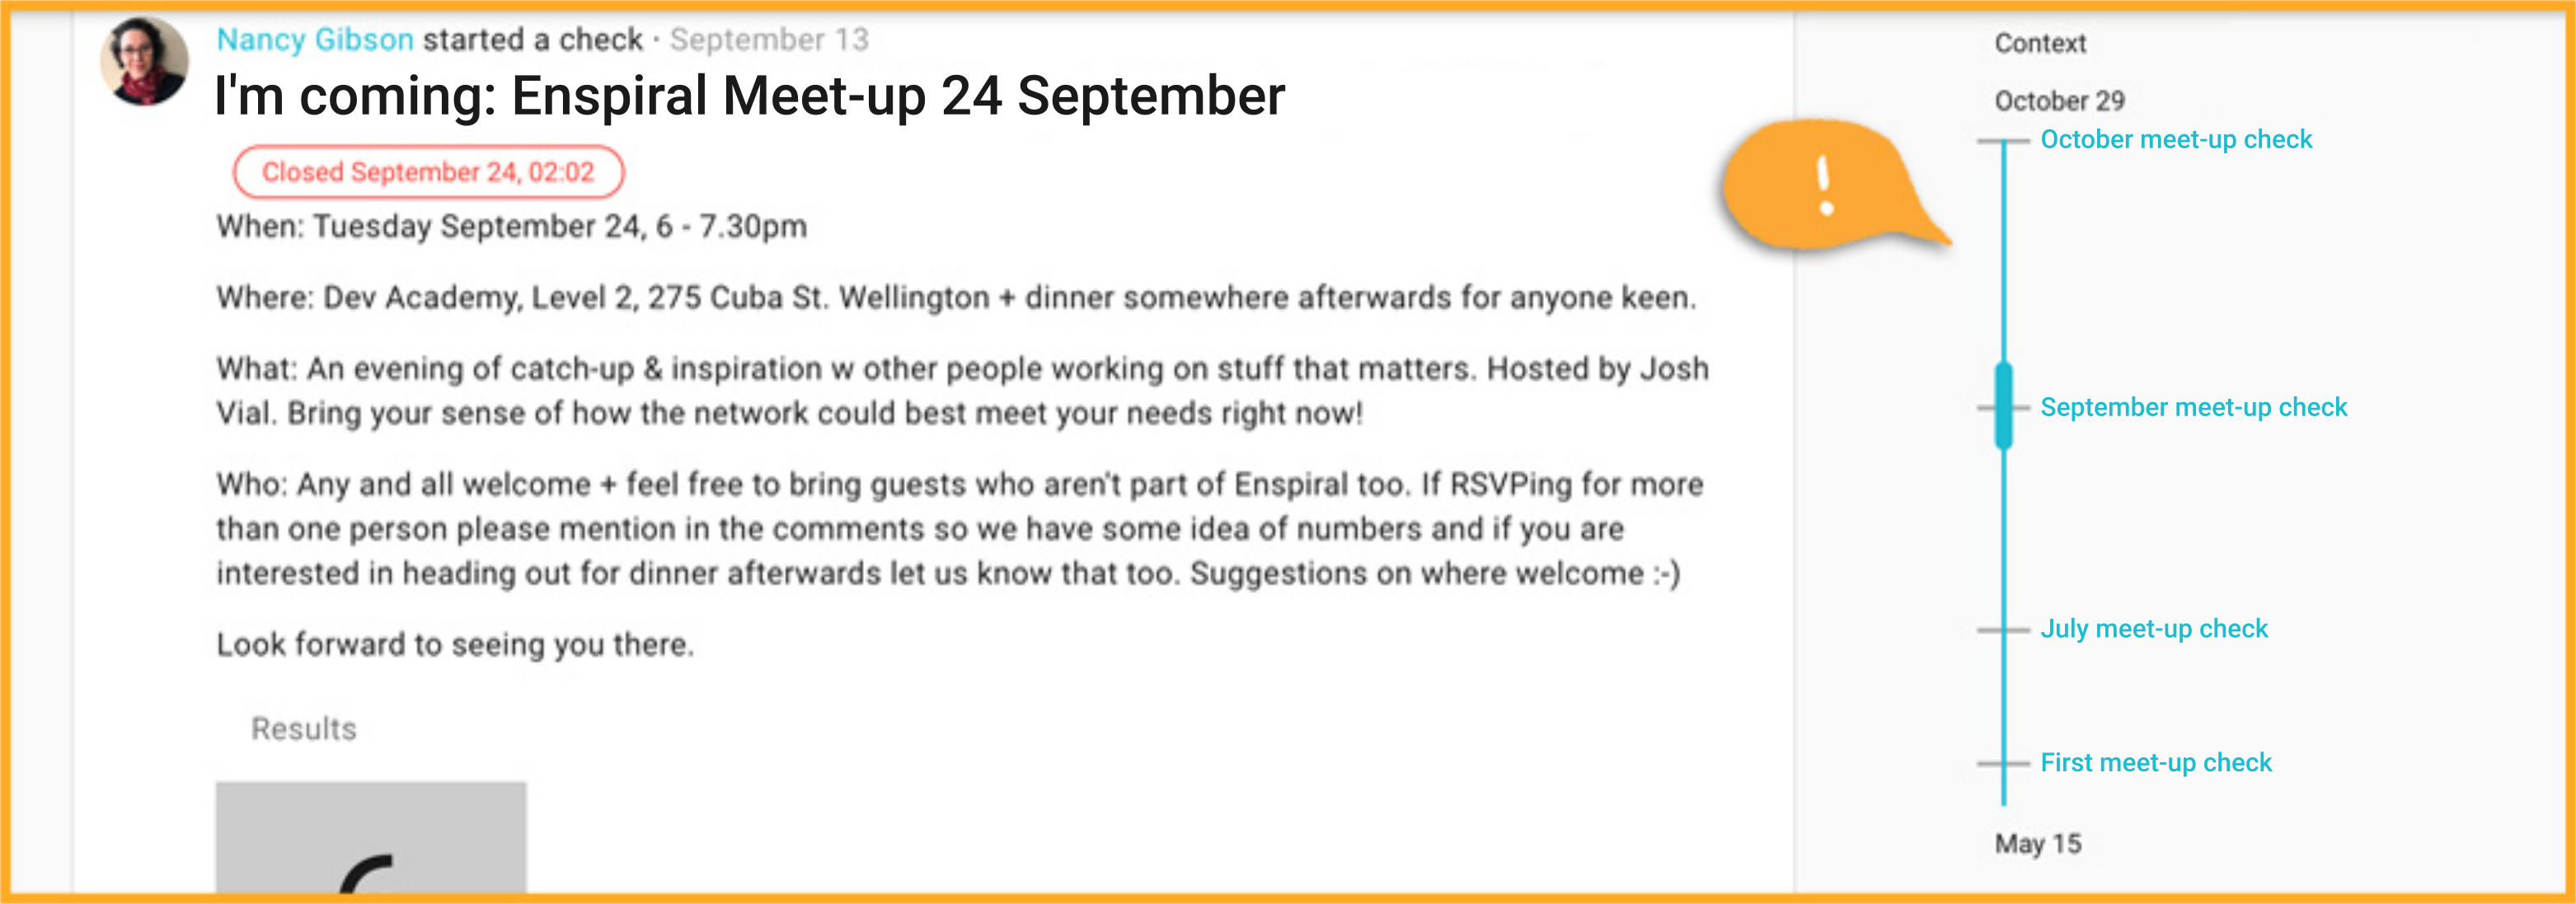 Nancy Gibson started a check · September 13
I'm coming: Enspiral Meet-up 24 September
Closed September 24, 02:02
When: Tuesday September 24, 6 - 7.30pm
Where: Dev Academy, Level 2, 275 Cuba St. Wellington + dinner somewhere afterwards for anyone keen.
What: An evening of catch-up & inspiration w other people working on stuff that matters. Hosted by Josh
Vial. Bring your sense of how the network could best meet your needs right now!
Who: Any and all welcome + feel free to bring guests who aren't part of Enspiral too. If RSVPing for more
than one person please mention in the comments so we have some idea of numbers and if you are
interested in heading out for dinner afterwards let us know that too. Suggestions on where welcome :-)
Look forward to seeing you there.
Results
!
Context
October 29
October meet-up check
September meet-up check
July meet-up check
First meet-up check
May 15